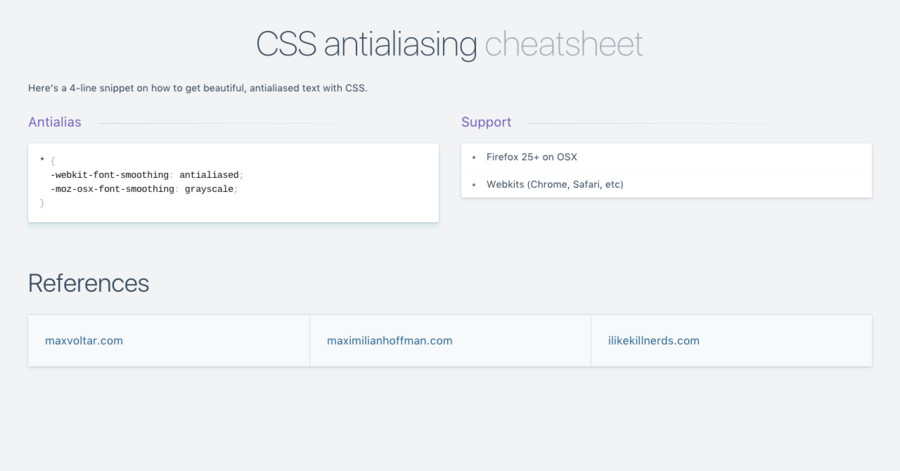 CSS antialiasing cheatsheet
Here's a 4-line snippet on how to get beautiful, antialiased text with CSS.
Antialias
* {
-webkit-font-smoothing: antialiased;
-moz-osx-font-smoothing: grayscale;
}
Support
• Firefox 25+ on OSX
• Webkits (Chrome, Safari, etc)
References
maxvoltar.com
maximilianhoffman.com
ilikekillnerds.com